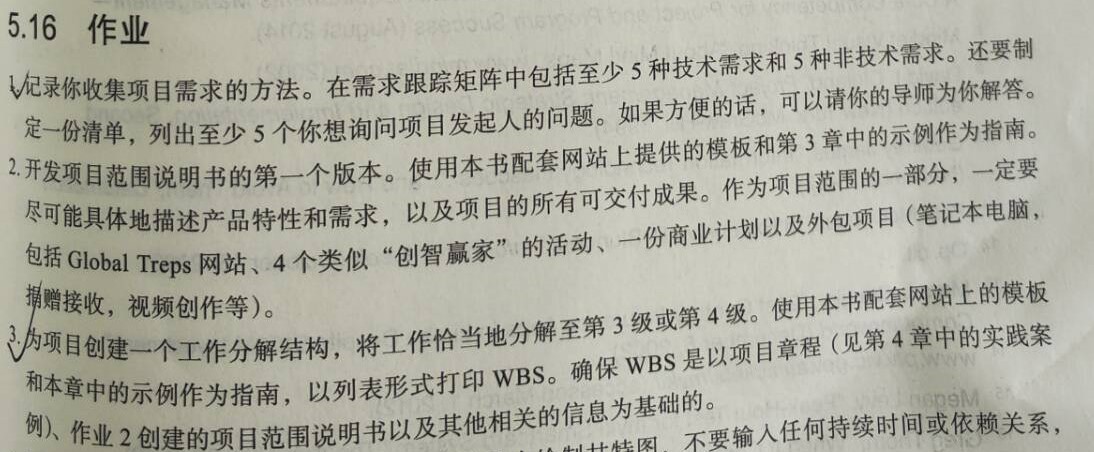 5.16 作业
1.记录你收集项目需求的方法。在需求跟踪矩阵中包括至少 5 种技术需求和 5 种非技术需求。还要制
定一份清单，列出至少 5 个你想询问项目发起人的问题。如果方便的话，可以请你的导师为你解答。
2.开发项目范围说明书的第一个版本。使用本书配套网站上提供的模板和第 3 章中的示例作为指南。
尽可能具体地描述产品特性和需求，以及项目的所有可交付成果。作为项目范围的一部分，一定要
包括 Global Treps 网站、4 个类似“创智赢家”的活动、一份商业计划以及外包项目（笔记本电脑，
捐赠接收，视频创作等）。
3.为项目创建一个工作分解结构，将工作恰当地分解至第 3 级或第 4 级。使用本书配套网站上的模板
和本章中的示例作为指南，以列表形式打印 WBS。确保 WBS 是以项目章程（见第 4 章中的实践案
例）、作业 2 创建的项目范围说明书以及其他相关的信息为基础的。
甘特图，不要输入任何持续时间或依赖关系，